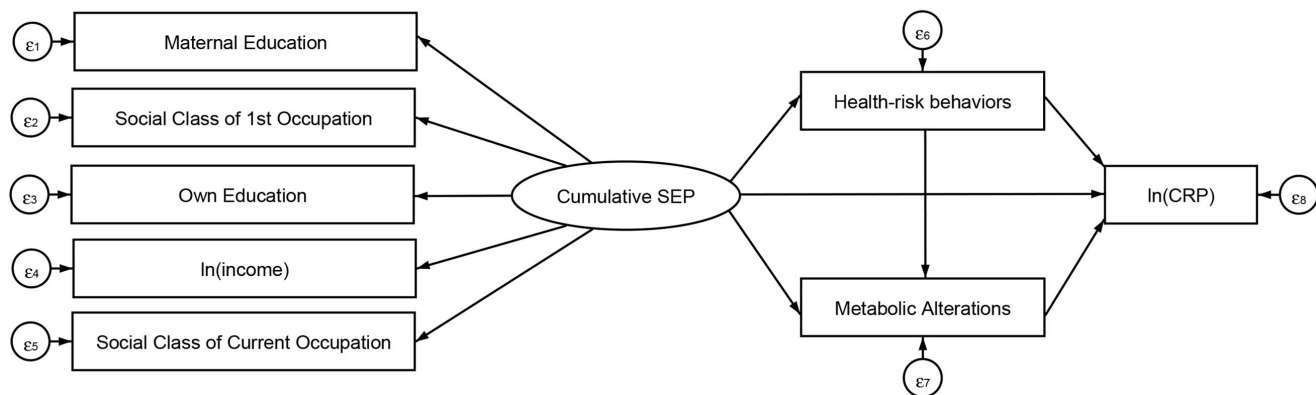 ε1
Maternal Education
ε2
Social Class of 1st Occupation
ε3
Own Education
ε4
ln(income)
ε5
Social Class of Current Occupation
Cumulative SEP
ε6
Health-risk behaviors
Metabolic Alterations
ε7
ln(CRP)
ε8